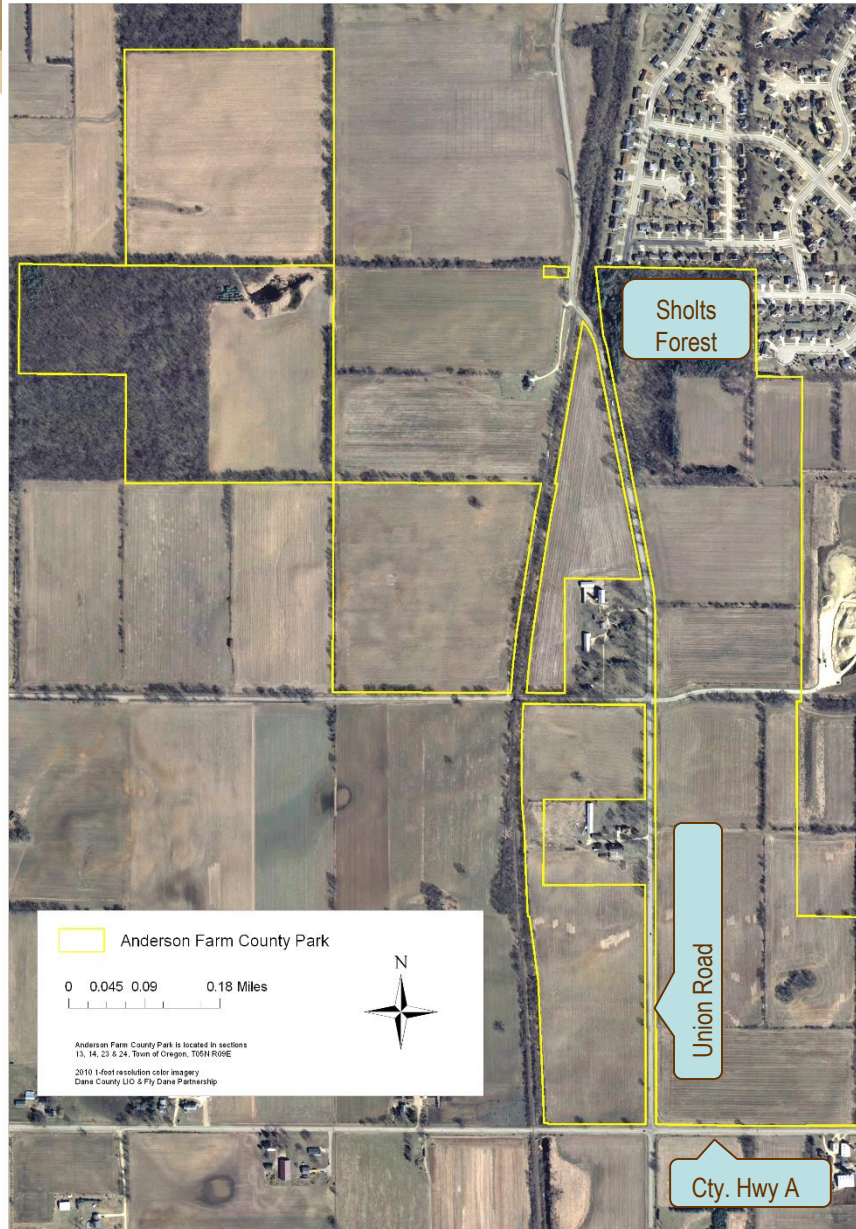 Sholts
Forest
Union Road
Anderson Farm County Park
0 0.045 0.09 0.18 Miles
N
Anderson Farm County Park is located in sections
13, 14, 23 & 24, Town of Oregon, T05N R09E
2010 1-foot resolution color imagery
Dane County LIO & Fly Dane Partnership
Cty. Hwy A